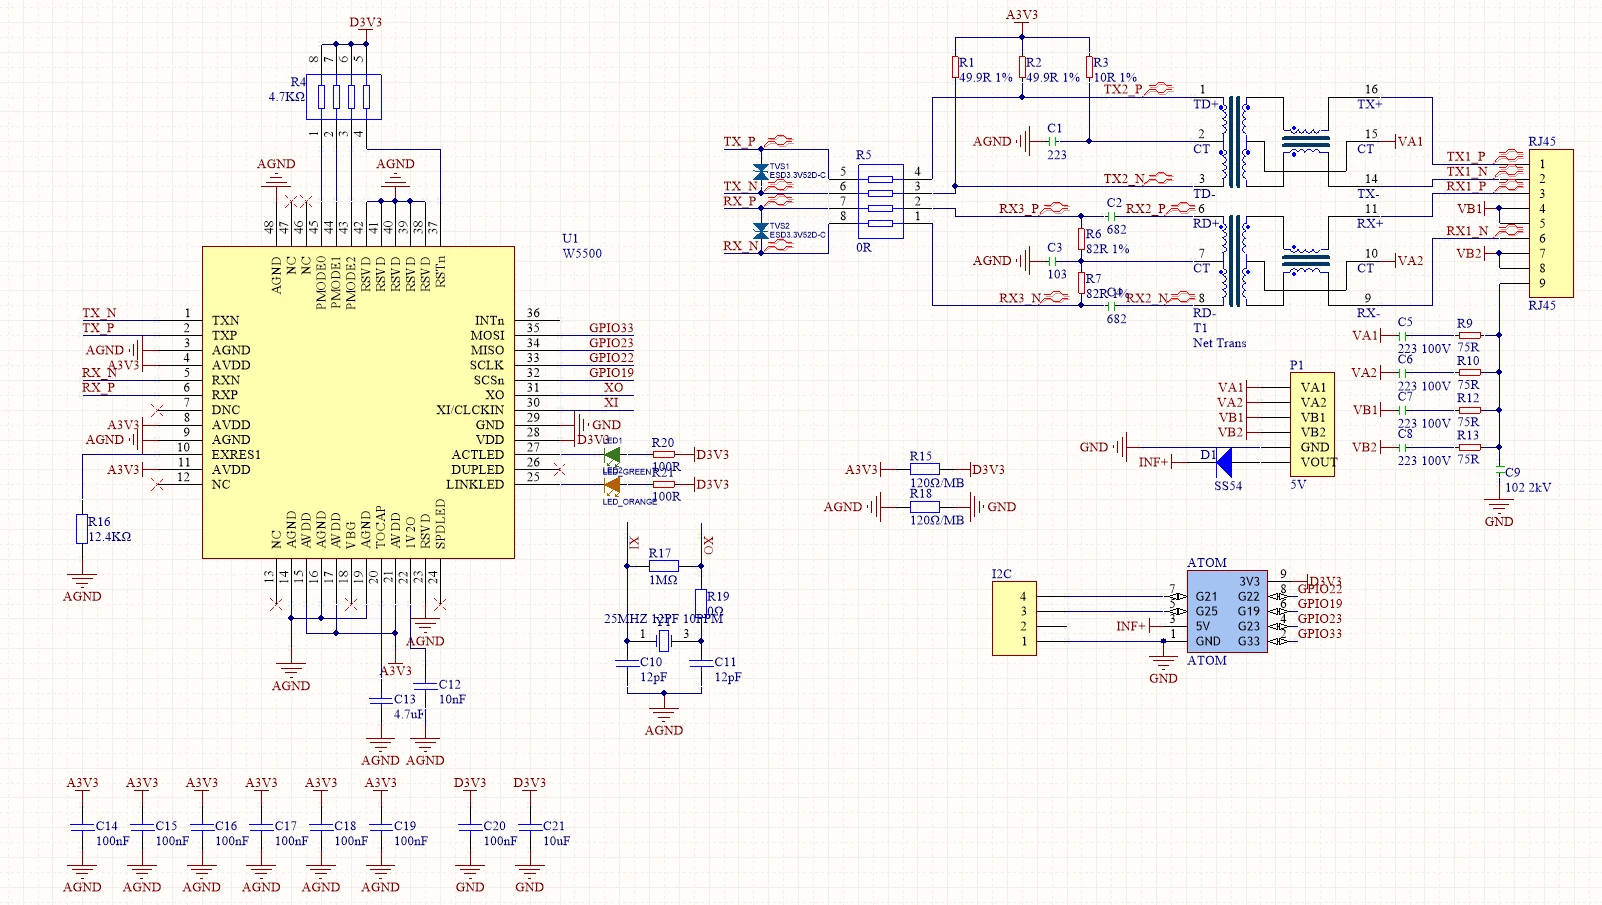 D3V3
8 7 6 5
R4
4.7KΩ
1 2 3 4
AGND
AGND
48 47 46 45 44 43 42 41 40 39 38 37
AGND NC NC PMODE0 PMODE1 PMODE2 RSVD RSVD RSVD RSVD RSVD RSTn
U1
W5500
TX_N 1 TXN
TX_P 2 TXP
AGND 3 AGND
A3V3 4 AVDD
RX_N 5 RXN
RX_P 6 RXP
7 DNC
A3V3 8 AVDD
AGND 9 AGND
10 EXRES1
A3V3 11 AVDD
12 NC
INTn 36
MOSI 35 GPIO33
MISO 34 GPIO23
SCLK 33 GPIO22
SCSn 32 GPIO19
XO 31 XO
XI/CLCKIN 30 XI
GND 29 GND
VDD 28 D3V3
ACTLED 27
DUPLED 26
LINKLED 25
LED1
LED2 GREEN
LED_ORANGE
R20
100R
D3V3
R21
100R
D3V3
NC AGND AVDD AGND AVDD VBG AGND TOCAP AVDD 1V2O RSVD SPDLED
13 14 15 16 17 18 19 20 21 22 23 24
R16
12.4KΩ
AGND
AGND
A3V3
AGND
C13
4.7uF
C12
10nF
AGND
AGND
XI
XO
R17
1MΩ
R19
0Ω
25MHZ 12PF 10PPM
Y1
1 3
C10
12pF
C11
12pF
AGND
A3V3 A3V3 A3V3 A3V3 A3V3 A3V3 D3V3 D3V3
C14 C15 C16 C17 C18 C19 C20 C21
100nF 100nF 100nF 100nF 100nF 100nF 100nF 10uF
AGND AGND AGND AGND AGND AGND GND GND
A3V3
R1
49.9R 1%
R2
49.9R 1%
R3
10R 1%
TX_P
TVS1
ESD3.3V52D-C
TX_N
RX_P
TVS2
ESD3.3V52D-C
RX_N
R5
5 4
6 3
7 2
8 1
0R
AGND
C1
223
TX2_P
TX2_N
RX3_P
C2
682
RX2_P
R6
82R 1%
AGND
C3
103
R7
82R 1%
RX3_N
C4
682
RX2_N
1 TD+
2 CT
3 TD-
6 RD+
7 CT
8 RD-
T1
Net Trans
16 TX+
15 CT VA1
14 TX-
11 RX+
10 CT VA2
9 RX-
RJ45
TX1_P 1
TX1_N 2
RX1_P 3
VB1 4
5
RX1_N 6
VB2 7
8
9
RJ45
VA1 C5 R9
223 100V 75R
VA2 C6 R10
223 100V 75R
VB1 C7 R12
223 100V 75R
VB2 C8 R13
223 100V 75R
C9
102 2kV
GND
P1
VA1 VA1
VA2 VA2
VB1 VB1
VB2 VB2
GND GND
INF+ D1 VOUT
SS54 5V
A3V3 R15 D3V3
120Ω/MB
AGND R18 GND
120Ω/MB
I2C
4
3
2
1
ATOM
3V3 9 D3V3
7 G21 G22 8 GPIO22
5 G25 G19 6 GPIO19
INF+ 3 5V G23 4 GPIO23
1 GND G33 2 GPIO33
ATOM
GND